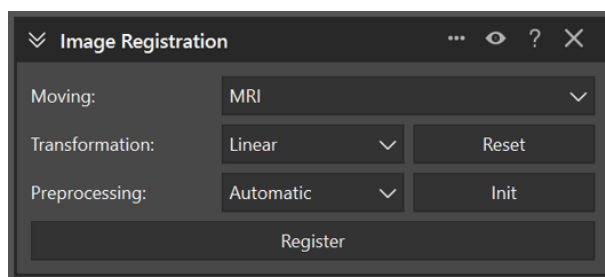 Image Registration ... ?
Moving: MRI
Transformation: Linear Reset
Preprocessing: Automatic Init
Register